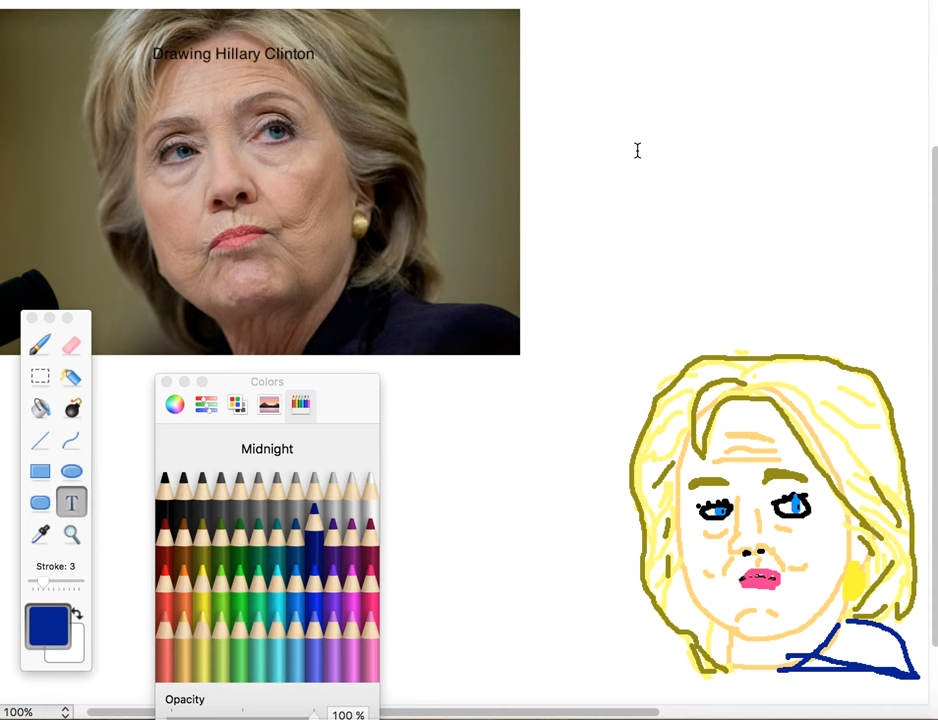 Drawing Hillary Clinton
Colors
Midnight
T
Stroke: 3
Opacity
100 %
100%